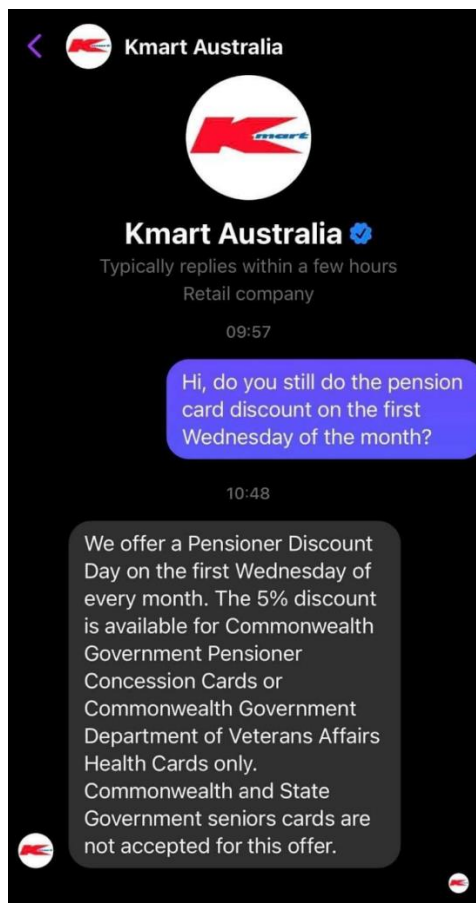 Kmart Australia
Kmart
Kmart Australia
Typically replies within a few hours
Retail company
09:57
Hi, do you still do the pension
card discount on the first
Wednesday of the month?
10:48
We offer a Pensioner Discount
Day on the first Wednesday of
every month. The 5% discount
is available for Commonwealth
Government Pensioner
Concession Cards or
Commonwealth Government
Department of Veterans Affairs
Health Cards only.
Commonwealth and State
Government seniors cards are
not accepted for this offer.